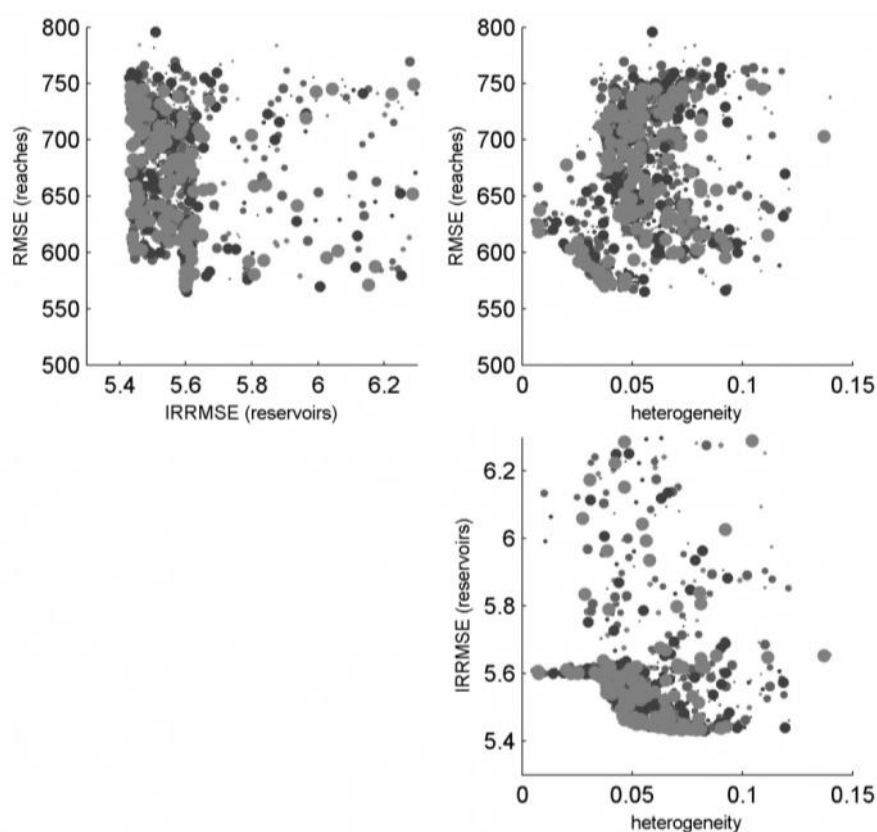 800
750
700
650
600
550
500
RMSE (reaches)
5.4 5.6 5.8 6 6.2
IRRMSE (reservoirs)
800
750
700
650
600
550
500
RMSE (reaches)
0 0.05 0.1 0.15
heterogeneity
6.2
6
5.8
5.6
5.4
IRRMSE (reservoirs)
0 0.05 0.1 0.15
heterogeneity